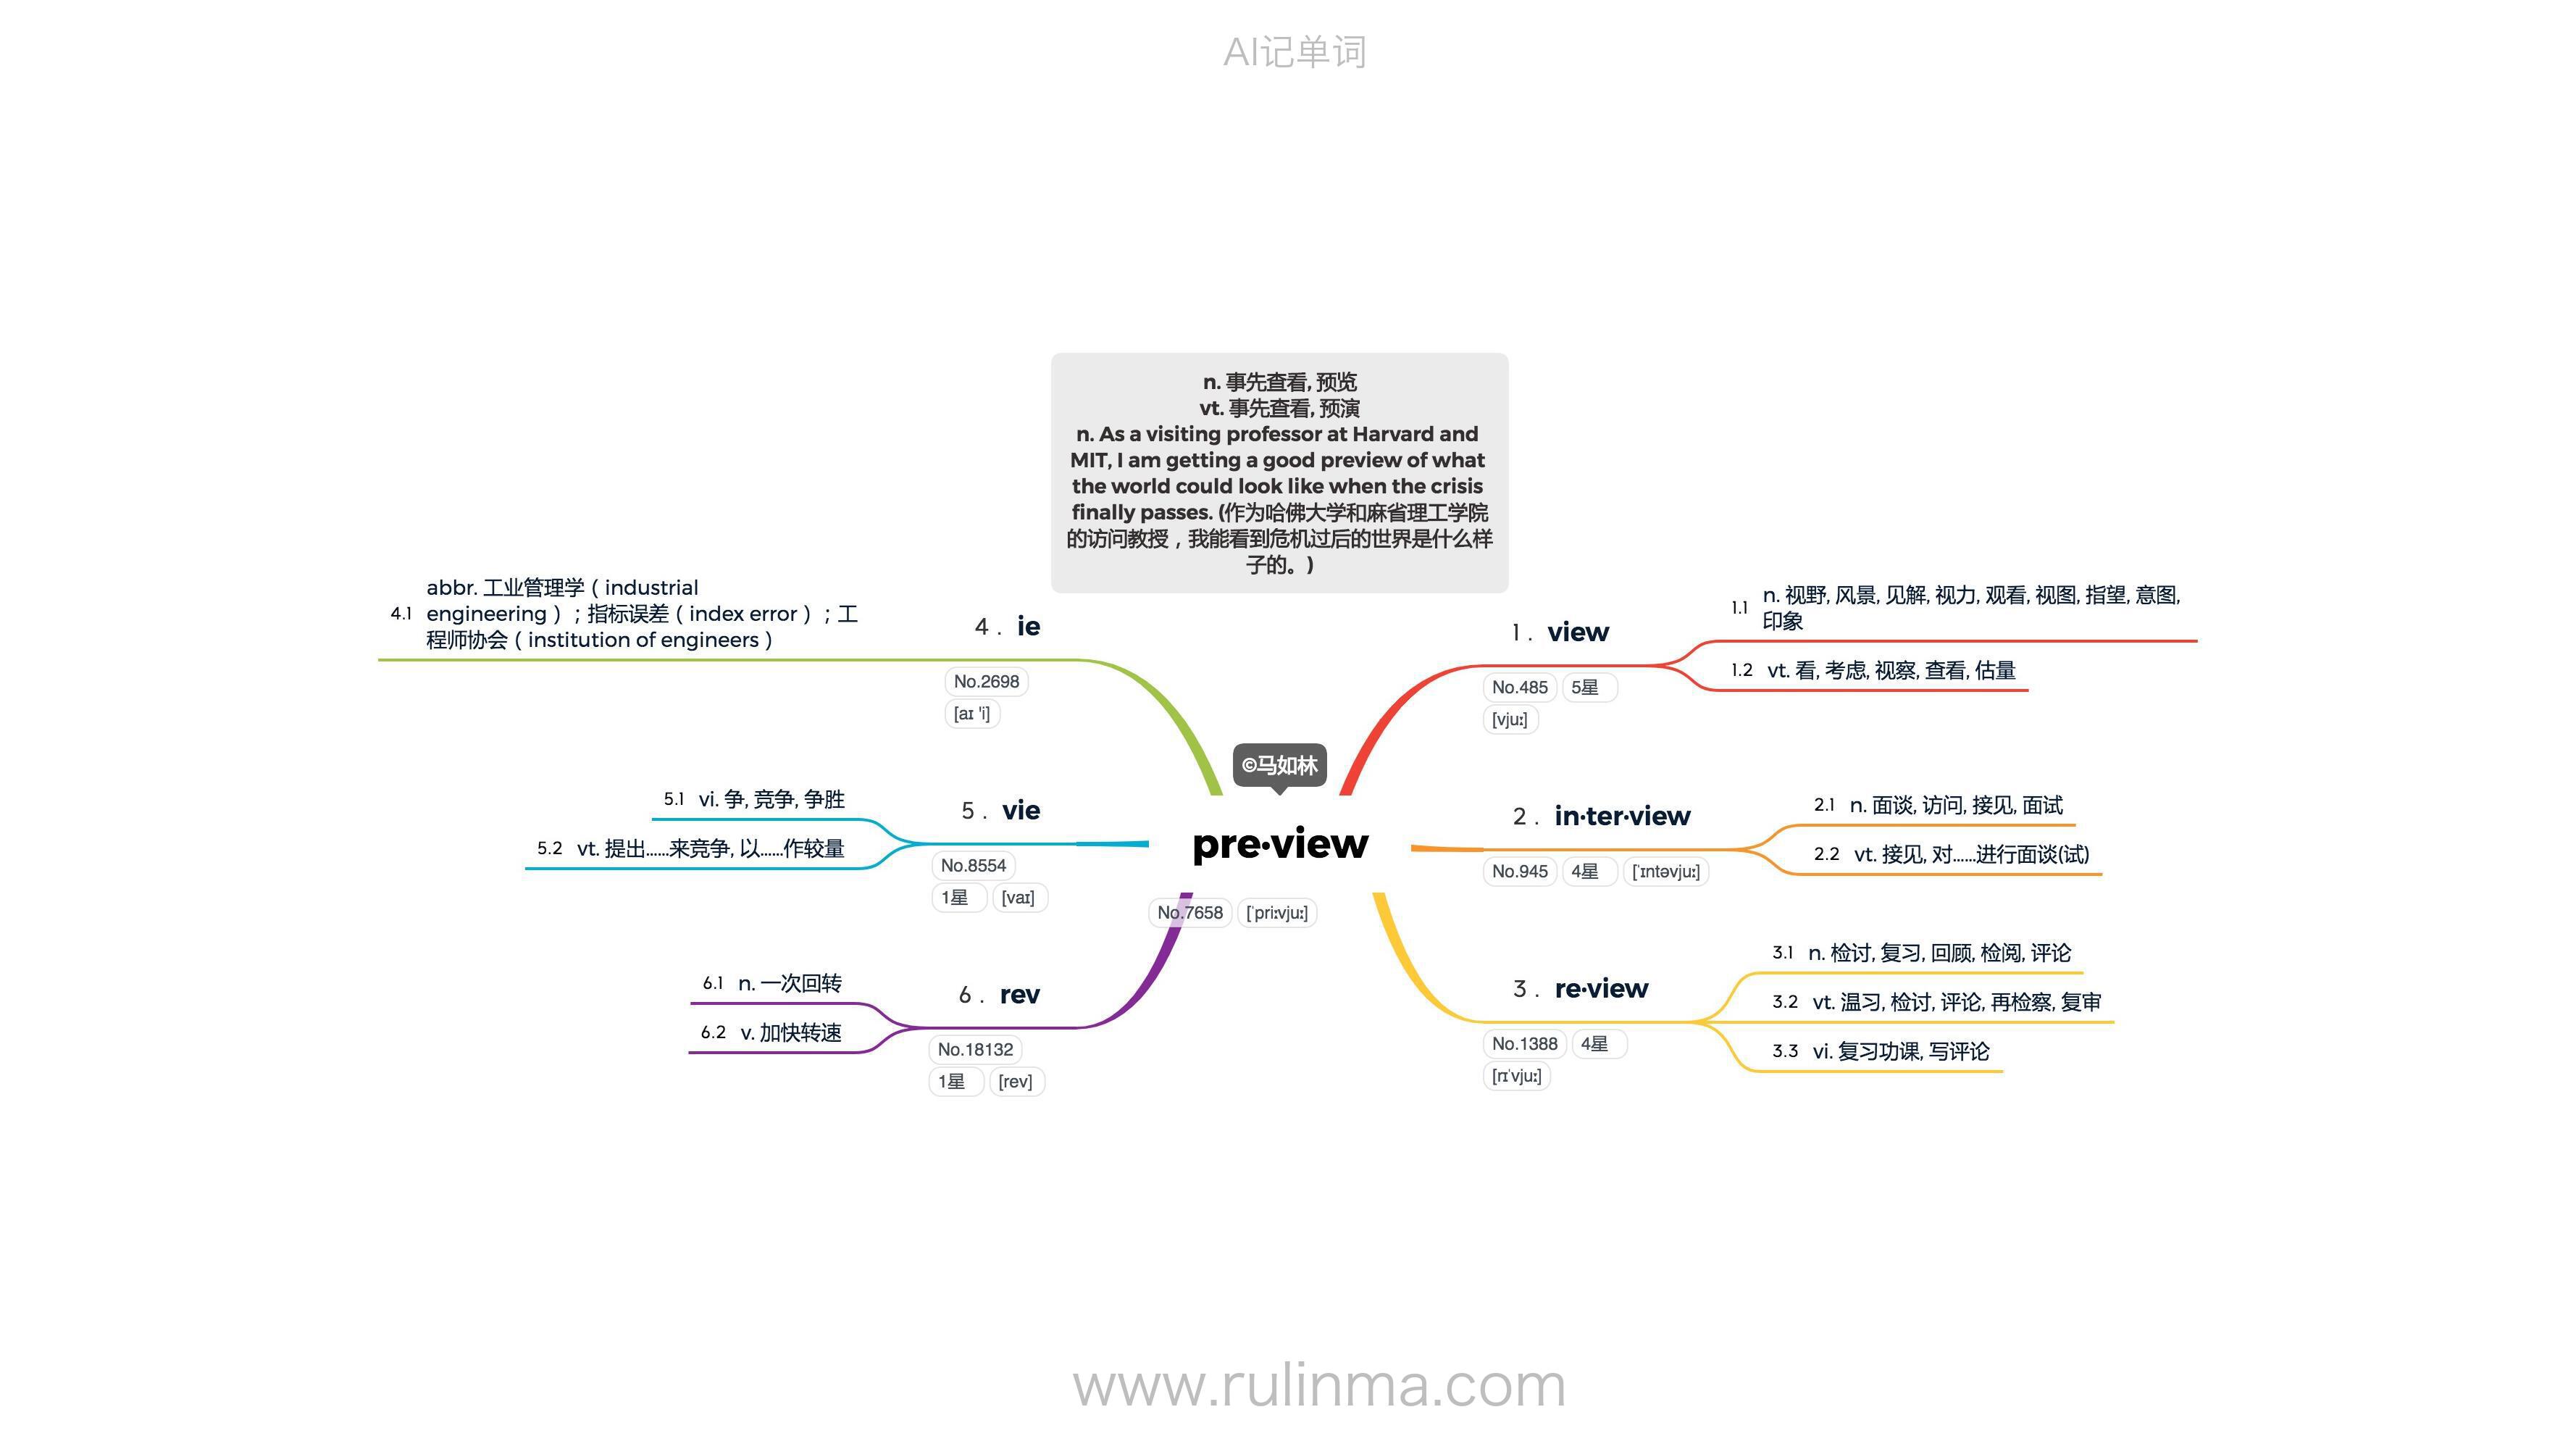 AI记单词
n. 事先查看, 预览
vt. 事先查看, 预演
n. As a visiting professor at Harvard and
MIT, I am getting a good preview of what
the world could look like when the crisis
finally passes. (作为哈佛大学和麻省理工学院
的访问教授，我能看到危机过后的世界是什么样
子的。)
©马如林
pre·view
No.7658 [ˈpriːvjuː]
1. view
No.485 5星
[vjuː]
1.1 n. 视野, 风景, 见解, 视力, 观看, 视图, 指望, 意图,
印象
1.2 vt. 看, 考虑, 视察, 查看, 估量
2. in·ter·view
No.945 4星 [ˈɪntəvjuː]
2.1 n. 面谈, 访问, 接见, 面试
2.2 vt. 接见, 对......进行面谈(试)
3. re·view
No.1388 4星
[rɪˈvjuː]
3.1 n. 检讨, 复习, 回顾, 检阅, 评论
3.2 vt. 温习, 检讨, 评论, 再检察, 复审
3.3 vi. 复习功课, 写评论
4. ie
No.2698
[aɪ 'i]
4.1 abbr. 工业管理学（industrial
engineering）；指标误差（index error）；工
程师协会（institution of engineers）
5. vie
No.8554
1星 [vaɪ]
5.1 vi. 争, 竞争, 争胜
5.2 vt. 提出......来竞争, 以......作较量
6. rev
No.18132
1星 [rev]
6.1 n. 一次回转
6.2 v. 加快转速
www.rulinma.com